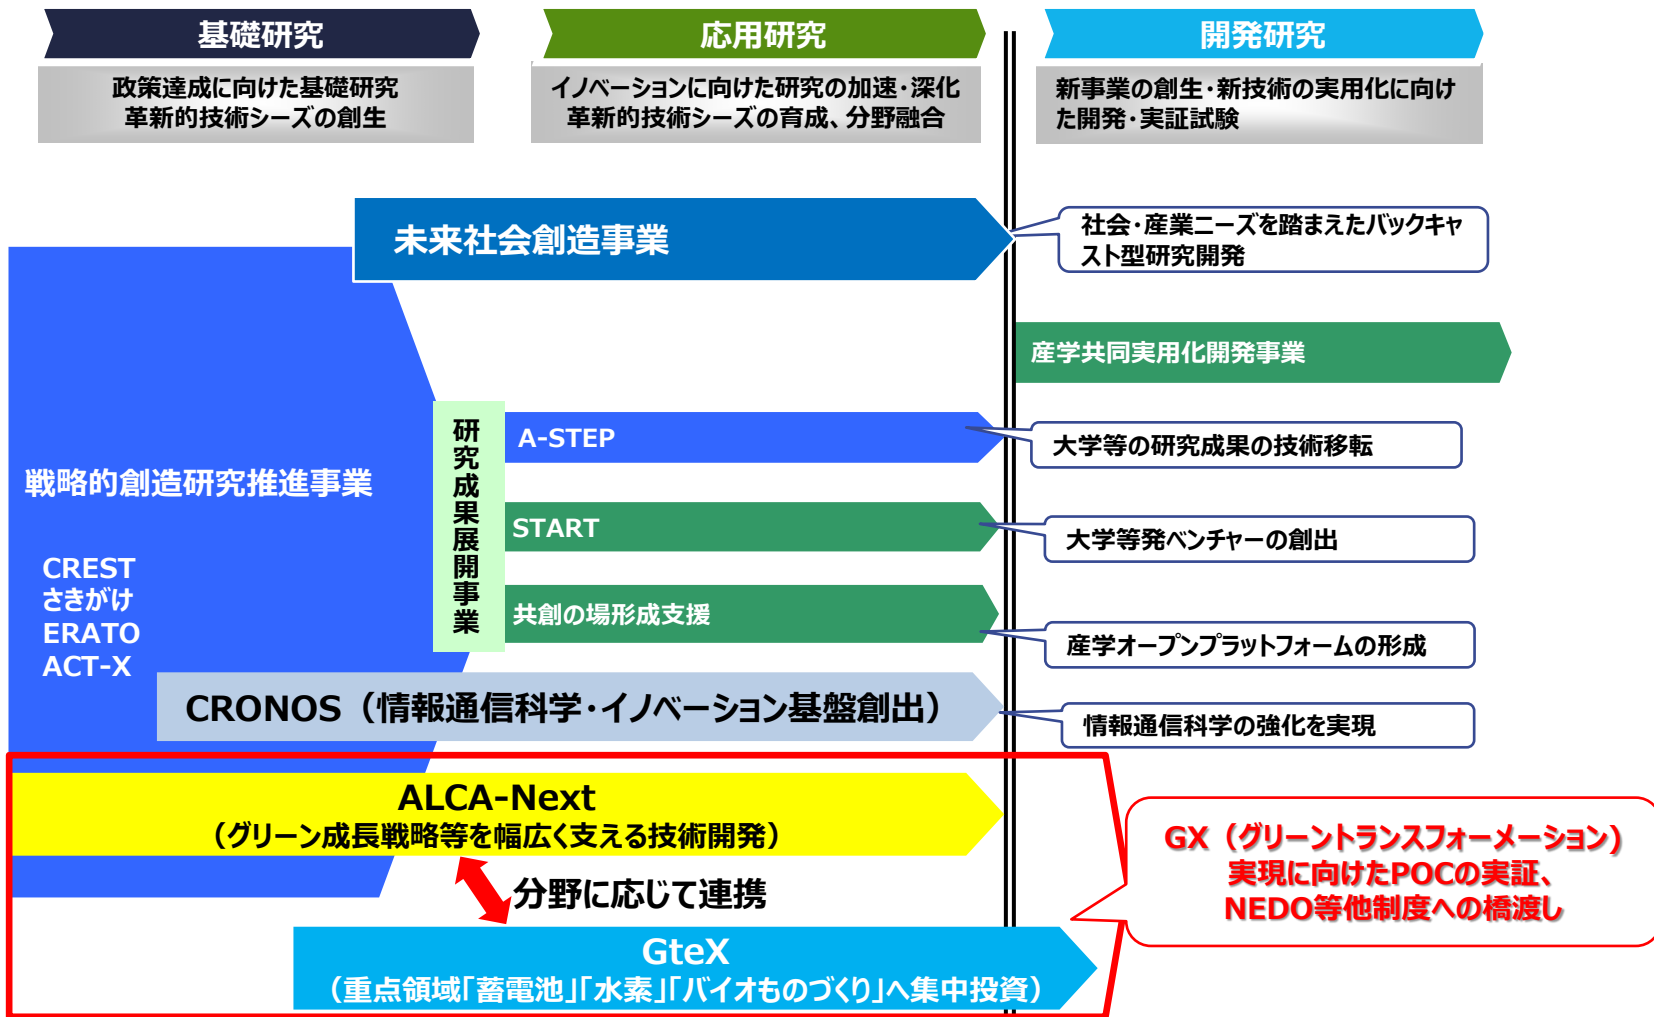 基礎研究
応用研究
開発研究
政策達成に向けた基礎研究
革新的技術シーズの創生
イノベーションに向けた研究の加速・深化
革新的技術シーズの育成、分野融合
新事業の創生・新技術の実用化に向け
た開発・実証試験
未来社会創造事業
社会・産業ニーズを踏まえたバックキャ
スト型研究開発
産学共同実用化開発事業
戦略的創造研究推進事業
CREST
さきがけ
ERATO
ACT-X
研究成果展開事業
A-STEP
大学等の研究成果の技術移転
START
大学等発ベンチャーの創出
共創の場形成支援
産学オープンプラットフォームの形成
CRONOS（情報通信科学・イノベーション基盤創出）
情報通信科学の強化を実現
ALCA-Next
（グリーン成長戦略等を幅広く支える技術開発）
分野に応じて連携
GteX
（重点領域「蓄電池」「水素」「バイオものづくり」へ集中投資）
GX（グリーントランスフォーメーション）
実現に向けたPOCの実証、
NEDO等他制度への橋渡し